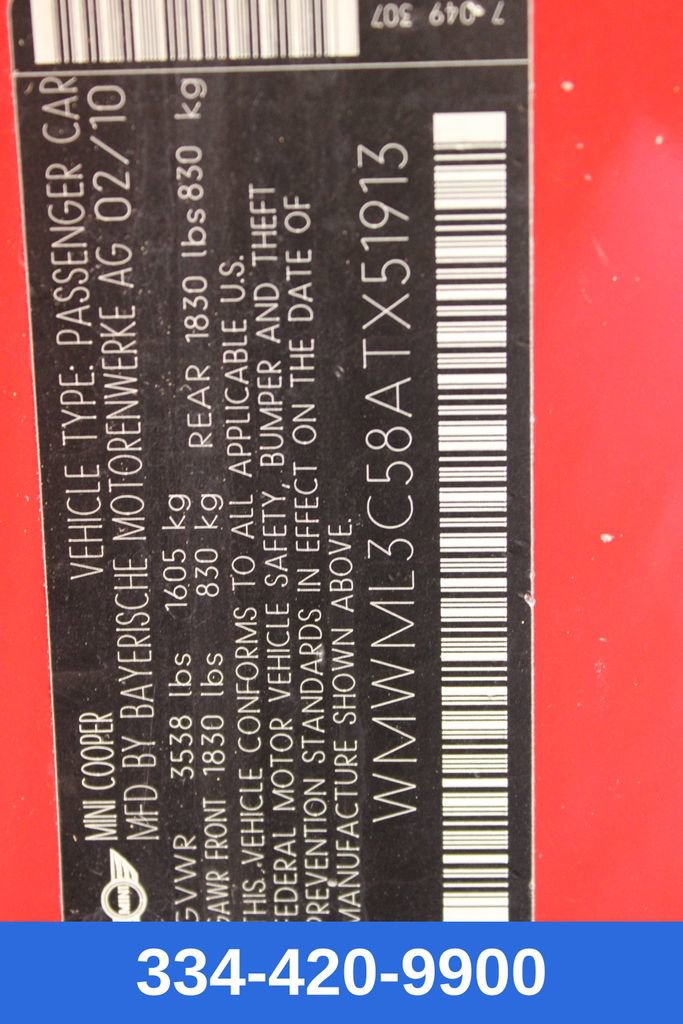 7 049 307
MINI
MINI COOPER VEHICLE TYPE: PASSENGER CAR
MFD BY BAYERISCHE MOTORENWERKE AG 02/10
GVWR 3538 lbs 1605 kg
GAWR FRONT 1830 lbs 830 kg REAR 1830 lbs 830 kg
THIS VEHICLE CONFORMS TO ALL APPLICABLE U.S.
FEDERAL MOTOR VEHICLE SAFETY, BUMPER AND THEFT
PREVENTION STANDARDS IN EFFECT ON THE DATE OF
MANUFACTURE SHOWN ABOVE.
WMWML3C58ATX51913
334-420-9900